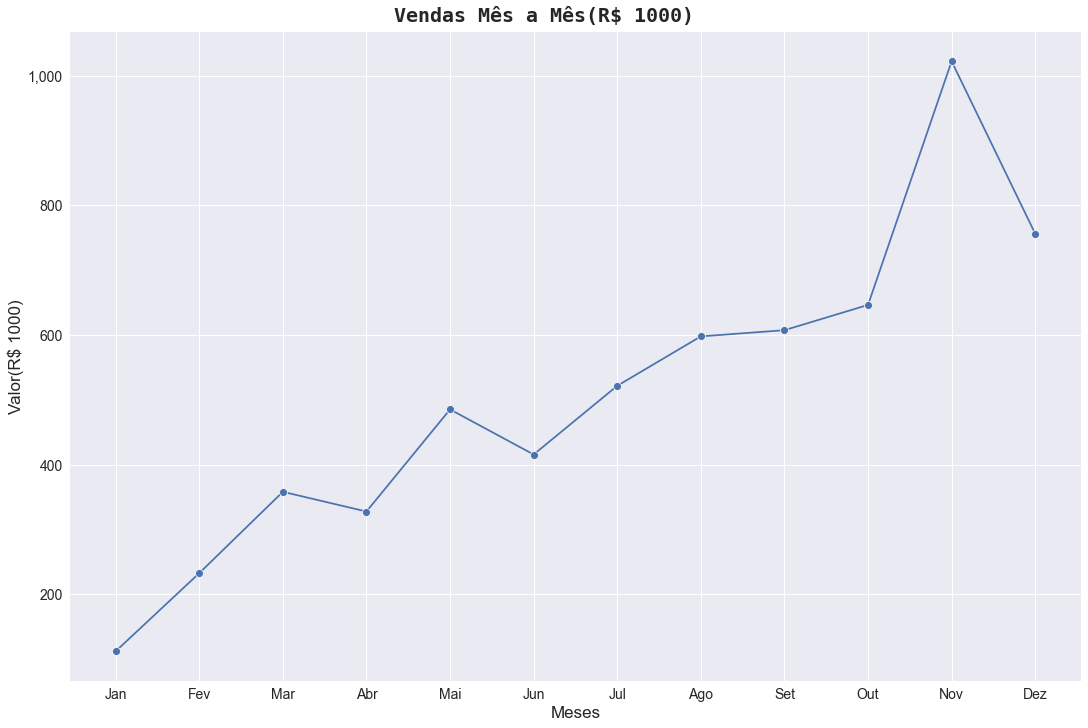 Vendas Mês a Mês(R$ 1000)
1,000
800
600
400
200
Valor(R$ 1000)
Jan Fev Mar Abr Mai Jun Jul Ago Set Out Nov Dez
Meses